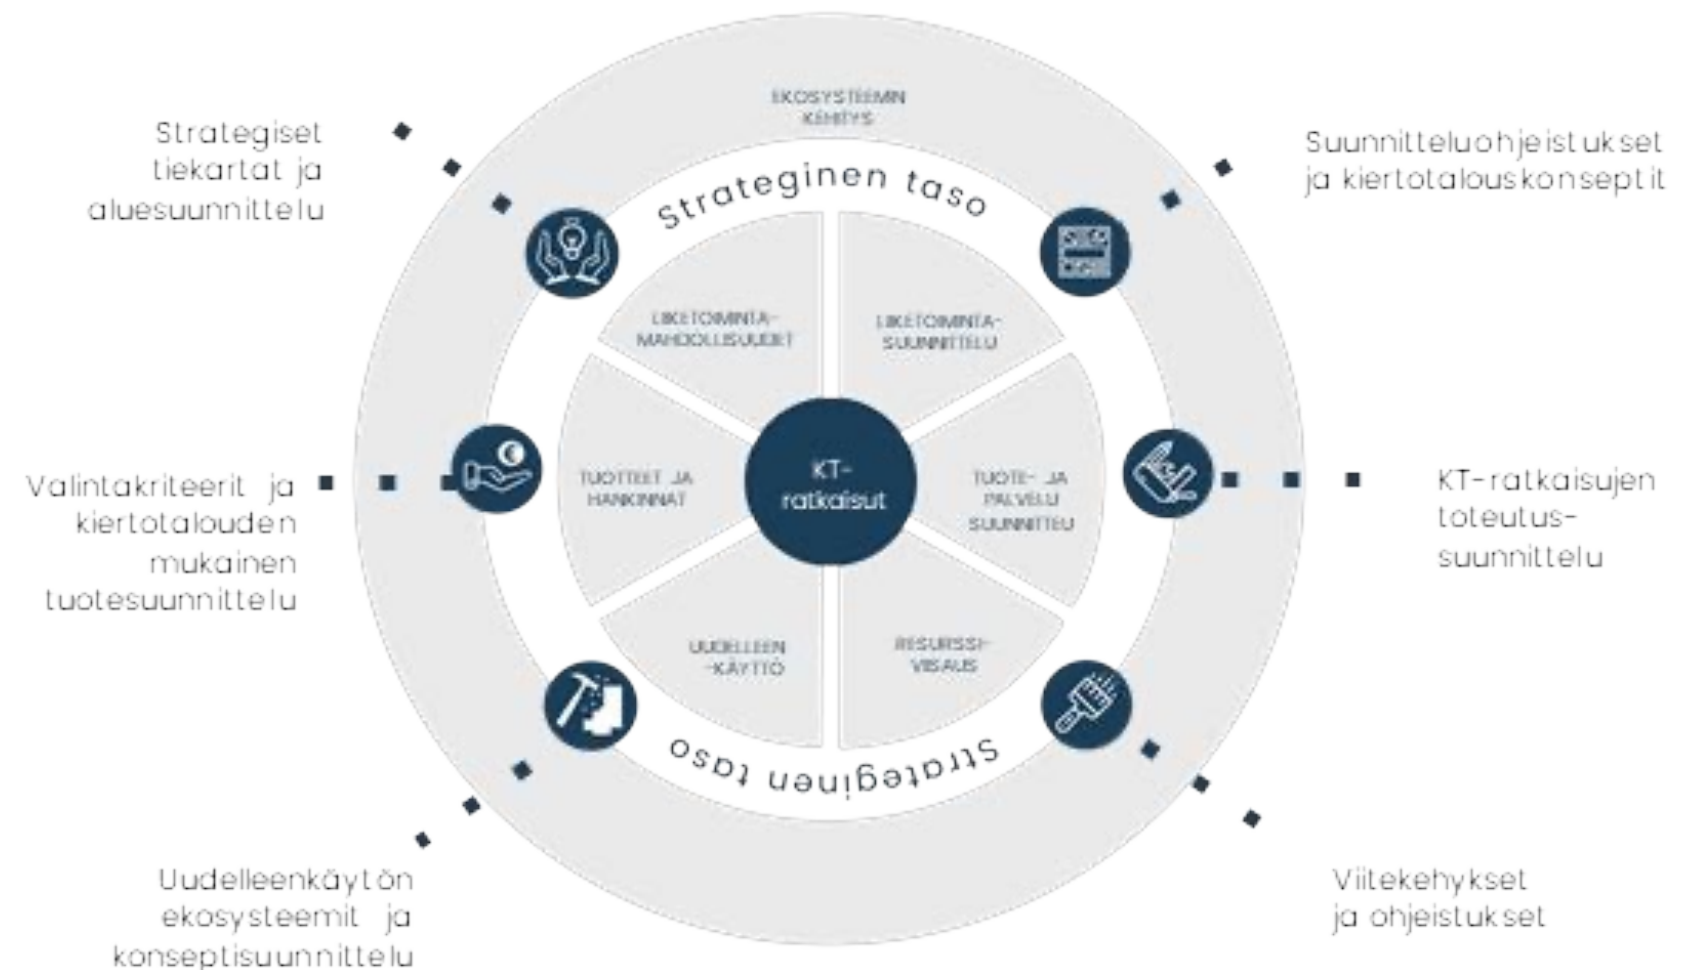 EKOSYSTEEMIN
KEHITYS
Strateginen taso
Strategiset
tiekartat ja
aluesuunnittelu
Suunnitteluohjeistukset
ja kiertotalouskonseptit
LIIKETOIMINTA-
MAHDOLLISUUDET
LIIKETOIMINTA-
SUUNNITTELU
TUOTTEET JA
HANKINNAT
KT-
ratkaisut
TUOTE- JA
PALVELU
SUUNNITTEU
Valintakriteerit ja
kiertotalouden
mukainen
tuotesuunnittelu
KT-ratkaisujen
toteutus-
suunnittelu
UUDELLEEN
-KÄYTTÖ
RESURSSI-
VIISAUS
Strateginen taso
Uudelleenkäytön
ekosysteemit ja
konseptisuunnittelu
Viitekehykset
ja ohjeistukset